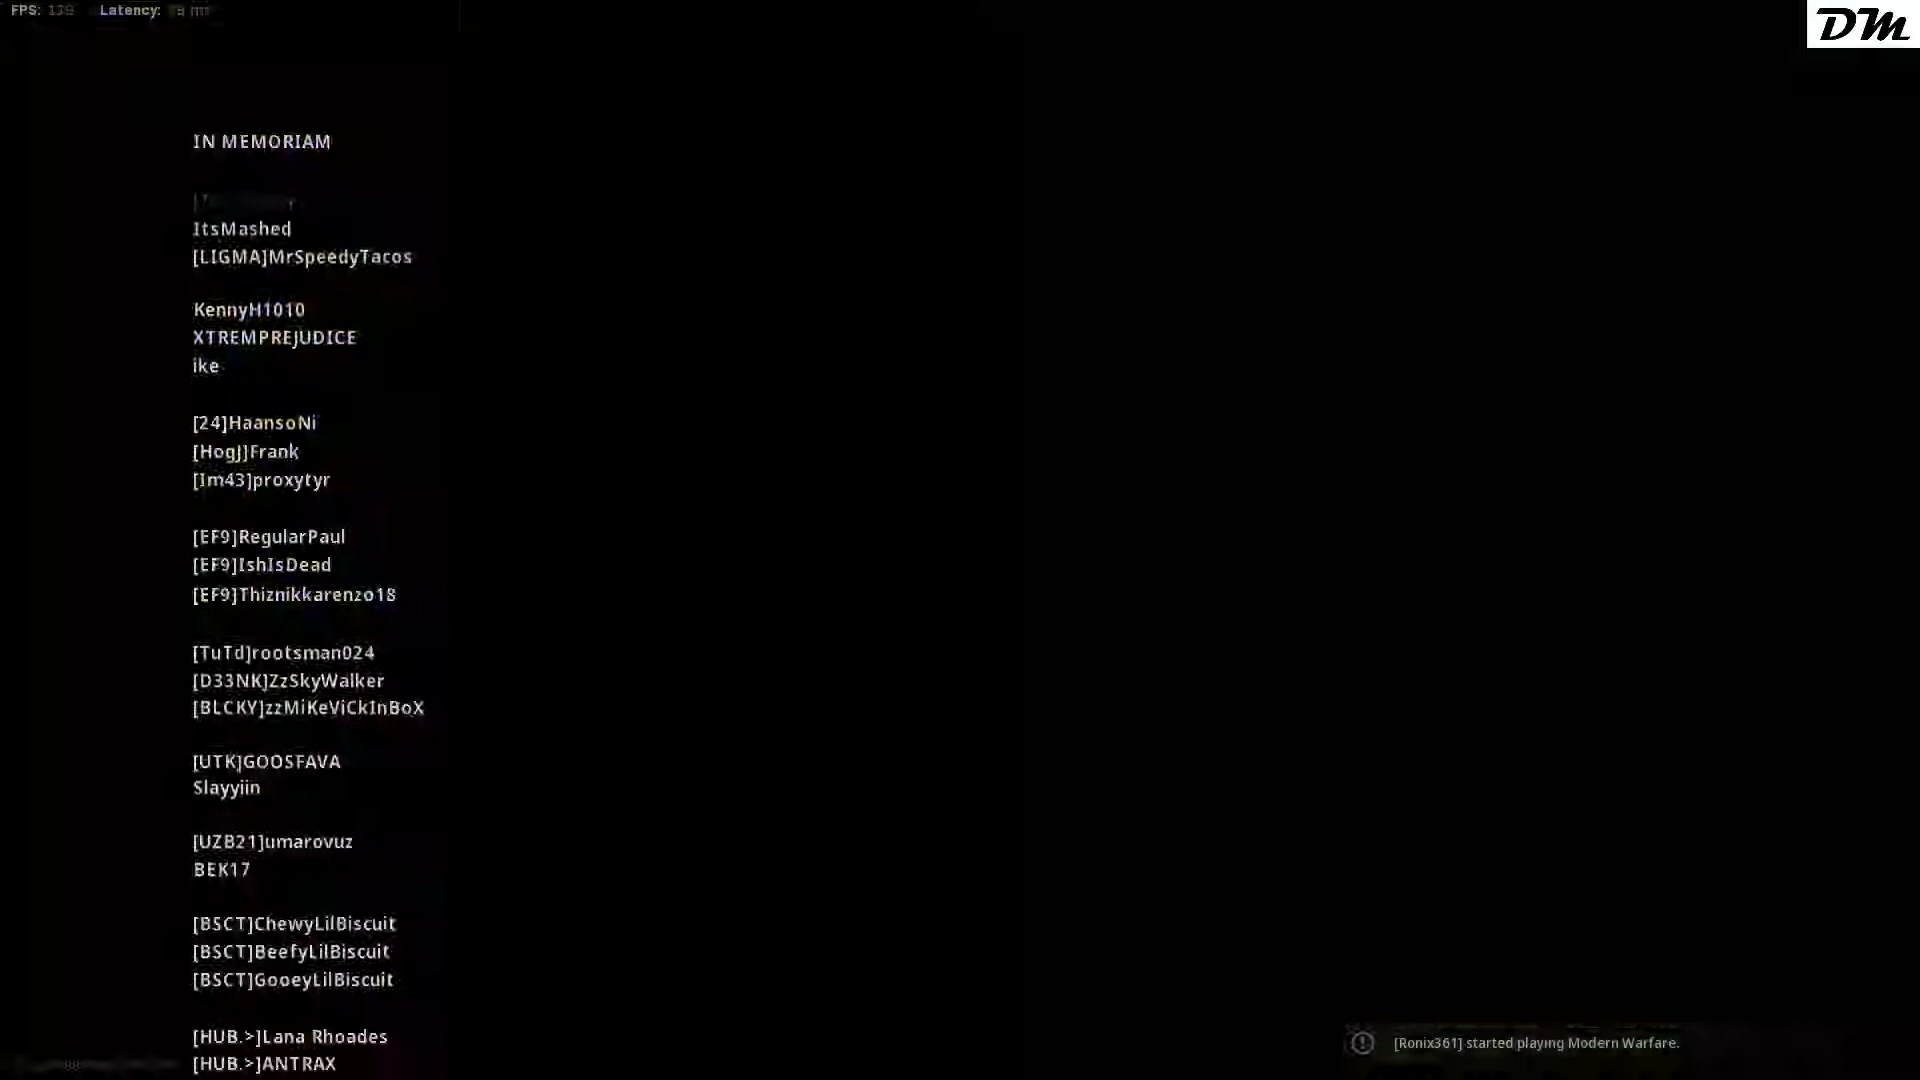 FPS: 139 Latency:
DM
IN MEMORIAM
ItsMashed
[LIGMA]MrSpeedyTacos
KennyH1010
XTREMPREJUDICE
ike
[24]HaansoNi
[HogJ]Frank
[Im43]proxytyr
[EF9]RegularPaul
[EF9]IshIsDead
[EF9]Thiznikkarenzo18
[TuTd]rootsman024
[D33NK]ZzSkyWalker
[BLCKY]zzMiKeViCkInBoX
[UTK]GOOSFAVA
Slayyiin
[UZB21]umarovuz
BEK17
[BSCT]ChewyLilBiscuit
[BSCT]BeefyLilBiscuit
[BSCT]GooeyLilBiscuit
[HUB.>]Lana Rhoades
[HUB.>]ANTRAX
[Ronix361] started playing Modern Warfare.